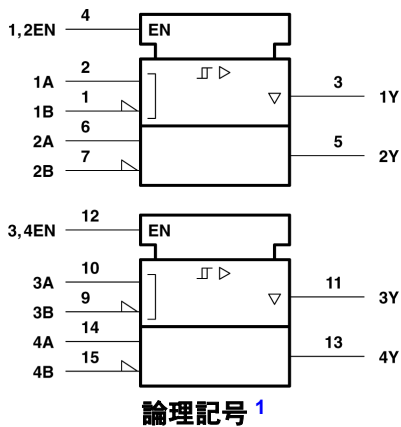 4
1,2EN EN
2
1A 3
1 1Y
1B
6
2A 5
7 2Y
2B
12
3,4EN EN
10
3A 11
9 3Y
3B
14
4A 13
15 4Y
4B
論理記号 1